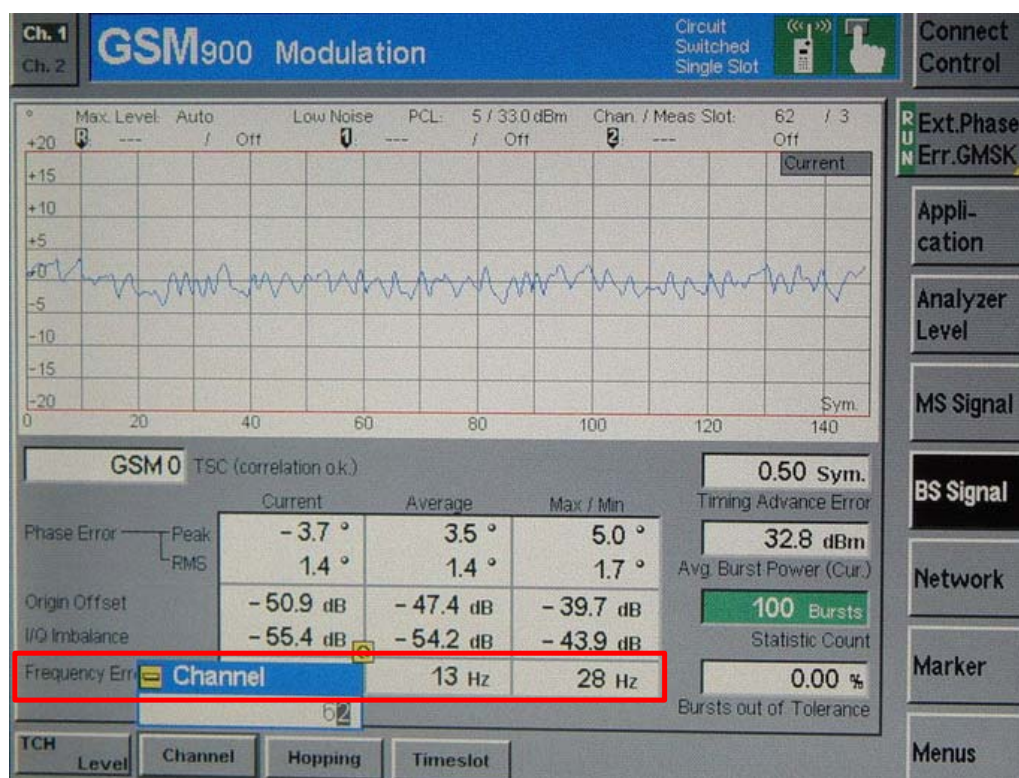 Ch. 1
Ch. 2
GSM900 Modulation
Circuit
Switched
Single Slot
Connect
Control
° Max. Level: Auto Low Noise PCL: 5 / 33.0 dBm Chan. / Meas Slot: 62 / 3
--- / Off 1 --- / Off 2 --- Off
Current
+20
+15
+10
+5
±0
-5
-10
-15
-20
Sym.
0 20 40 60 80 100 120 140
RUN
Ext.Phase
Err.GMSK
Appli-
cation
Analyzer
Level
MS Signal
BS Signal
Network
Marker
Menus
GSM 0 TSC (correlation o.k.)
0.50 Sym.
Timing Advance Error
Current Average Max / Min
Phase Error Peak - 3.7 ° 3.5 ° 5.0 °
RMS 1.4 ° 1.4 ° 1.7 °
32.8 dBm
Avg. Burst Power (Cur.)
Origin Offset - 50.9 dB - 47.4 dB - 39.7 dB
I/Q Imbalance - 55.4 dB - 54.2 dB - 43.9 dB
100 Bursts
Statistic Count
Frequency Err 13 Hz 28 Hz
Channel
62
0.00 %
Bursts out of Tolerance
TCH
Level
Channel
Hopping
Timeslot